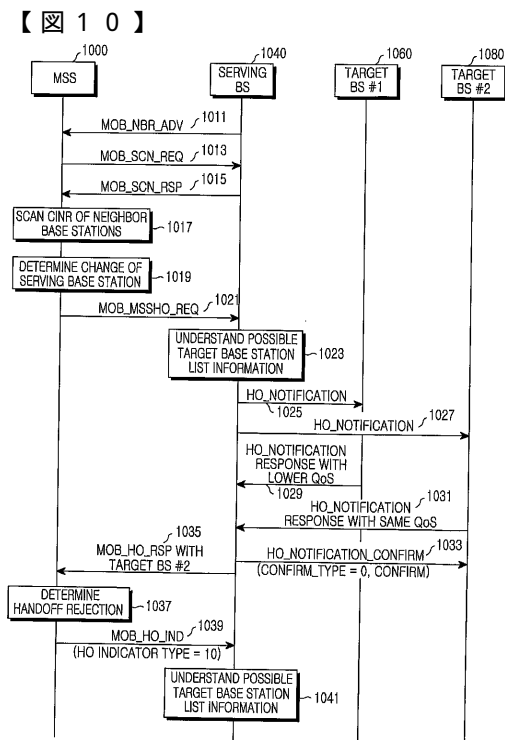 【図10】
1000
MSS
1040
SERVING
BS
1060
TARGET
BS #1
1080
TARGET
BS #2
MOB_NBR_ADV
1011
MOB_SCN_REQ
1013
MOB_SCN_RSP
1015
SCAN CINR OF NEIGHBOR
BASE STATIONS
1017
DETERMINE CHANGE OF
SERVING BASE STATION
1019
MOB_MSSHO_REQ
1021
UNDERSTAND POSSIBLE
TARGET BASE STATION
LIST INFORMATION
1023
HO_NOTIFICATION
1025
HO_NOTIFICATION
1027
HO_NOTIFICATION
RESPONSE WITH
LOWER QoS
1029
HO_NOTIFICATION
1031
RESPONSE WITH SAME QoS
1035
MOB_HO_RSP WITH
TARGET BS #2
HO_NOTIFICATION_CONFIRM
1033
(CONFIRM_TYPE = 0, CONFIRM)
DETERMINE
HANDOFF REJECTION
1037
MOB_HO_IND
1039
(HO INDICATOR TYPE = 10)
UNDERSTAND POSSIBLE
TARGET BASE STATION
LIST INFORMATION
1041